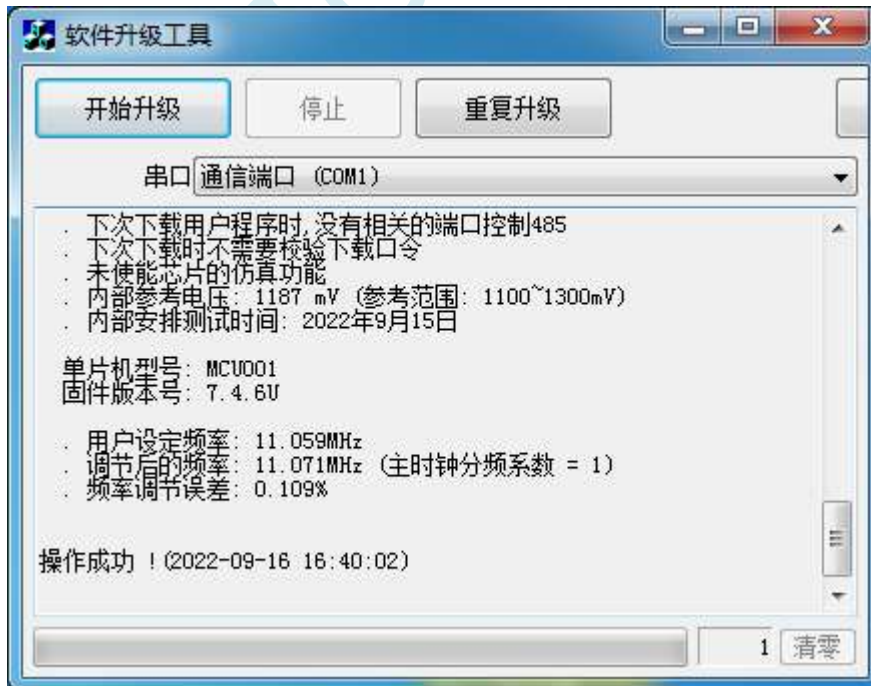 软件升级工具
开始升级 停止 重复升级
串口 通信端口 (COM1)
. 下次下载用户程序时,没有相关的端口控制485
. 下次下载时不需要校验下载口令
. 未使能芯片的仿真功能
. 内部参考电压: 1187 mV (参考范围: 1100~1300mV)
. 内部安排测试时间: 2022年9月15日
单片机型号: MCU001
固件版本号: 7.4.6U
. 用户设定频率: 11.059MHz
. 调节后的频率: 11.071MHz (主时钟分频系数 = 1)
. 频率调节误差: 0.109%
操作成功 !(2022-09-16 16:40:02)
1 清零